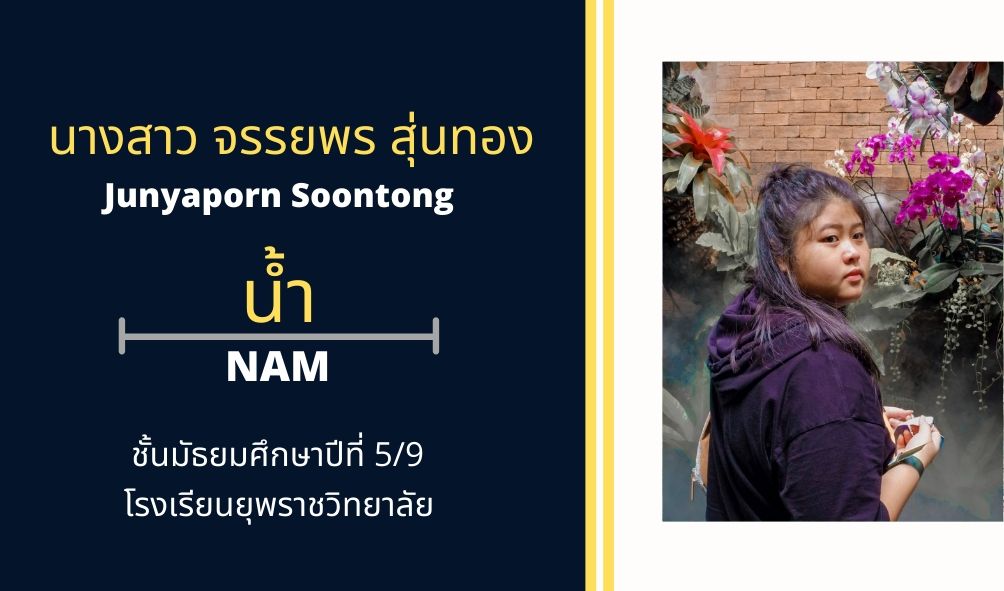 นางสาว จรรยพร สุ่นทอง
Junyaporn Soontong
น้ำ
NAM
ชั้นมัธยมศึกษาปีที่ 5/9
โรงเรียนยุพราชวิทยาลัย